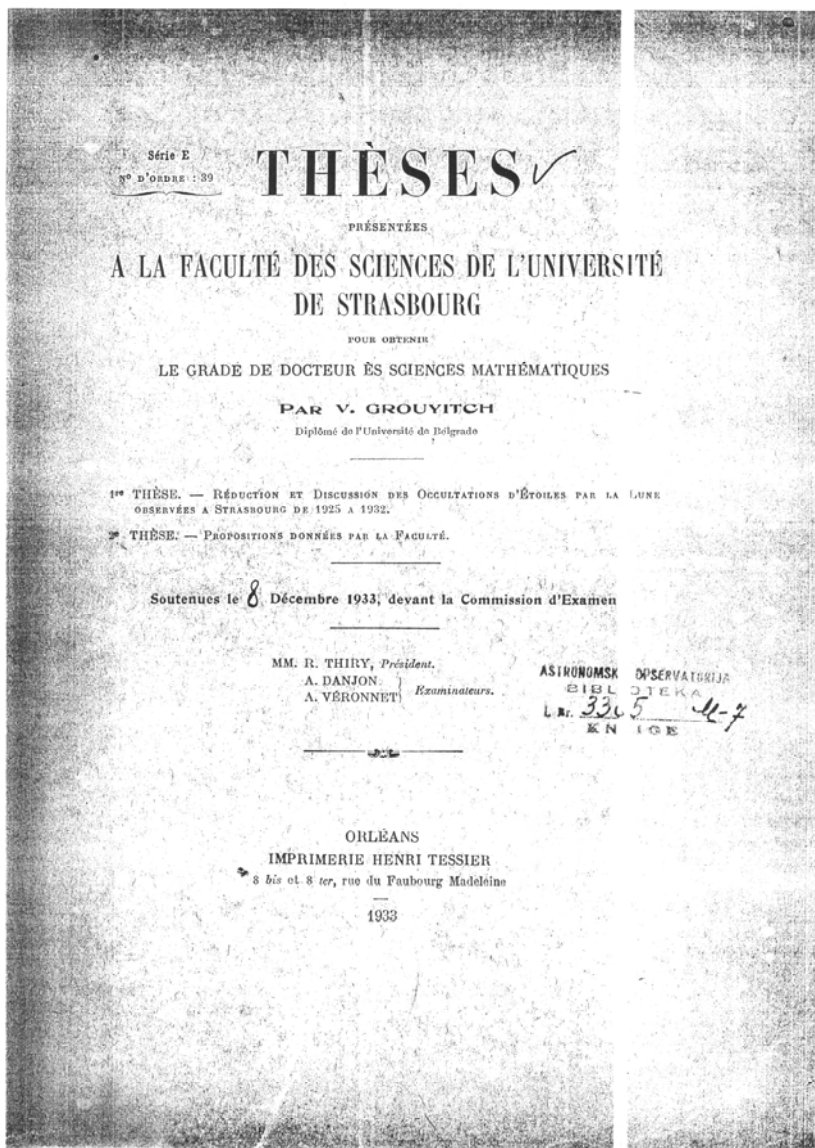 Série E
N° D'ORDRE : 39
THÈSES
PRÉSENTÉES
A LA FACULTÉ DES SCIENCES DE L'UNIVERSITÉ
DE STRASBOURG
POUR OBTENIR
LE GRADE DE DOCTEUR ÈS SCIENCES MATHÉMATIQUES
PAR V. GROUYITCH
Diplômé de l'Université de Belgrade
1re THÈSE. — RÉDUCTION ET DISCUSSION DES OCCULTATIONS D'ÉTOILES PAR LA LUNE
OBSERVÉES A STRASBOURG DE 1925 A 1932.
2e THÈSE. — PROPOSITIONS DONNÉES PAR LA FACULTÉ.
Soutenues le 8 Décembre 1933, devant la Commission d'Examen
MM. R. THIRY, Président.
A. DANJON
A. VÉRONNET
Examinateurs.
ASTRONOMSK OPSERVATORIJA
BIBL OTEKA
KN IGE
ORLÉANS
IMPRIMERIE HENRI TESSIER
8 bis et 8 ter, rue du Faubourg Madeleine
1933